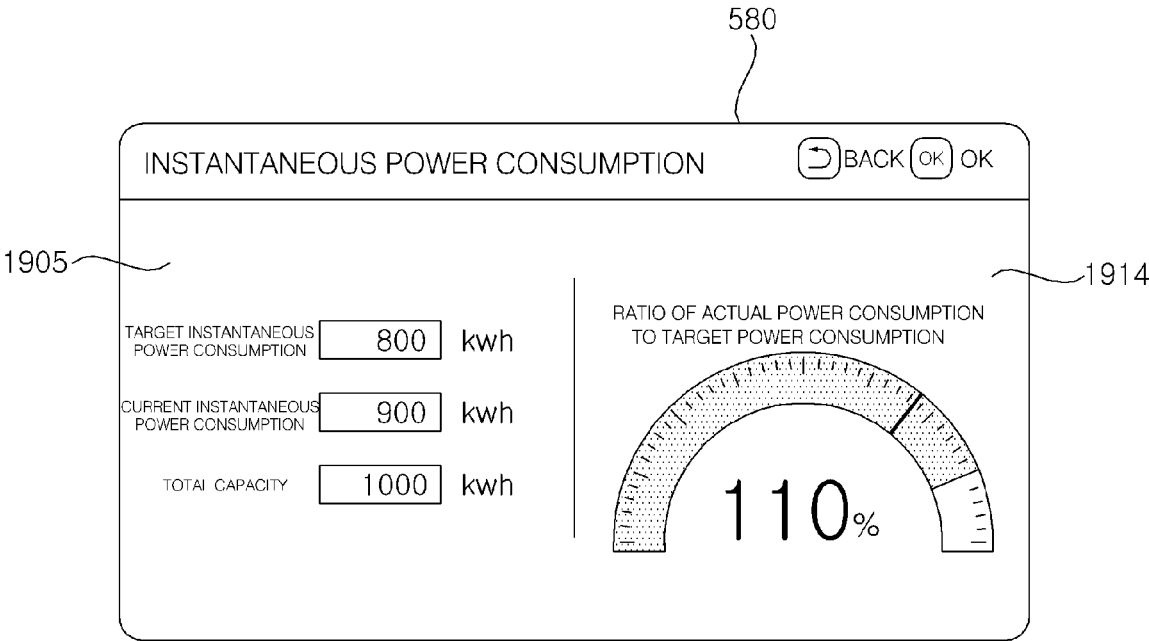 580
INSTANTANEOUS POWER CONSUMPTION
BACK OK OK
1905
1914
TARGET INSTANTANEOUS
POWER CONSUMPTION
800 kwh
CURRENT INSTANTANEOUS
POWER CONSUMPTION
900 kwh
TOTAL CAPACITY 1000 kwh
RATIO OF ACTUAL POWER CONSUMPTION
TO TARGET POWER CONSUMPTION
110%